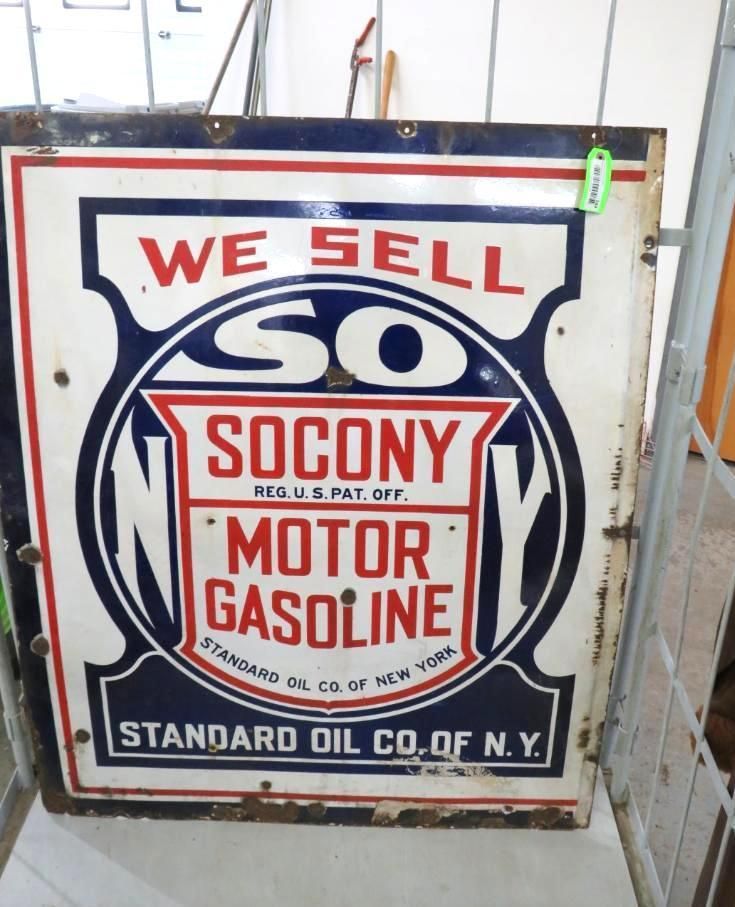 WE SELL
SO
N Y
SOCONY
REG. U. S. PAT. OFF.
MOTOR
GASOLINE
STANDARD OIL CO. OF NEW YORK
STANDARD OIL CO. OF N. Y.